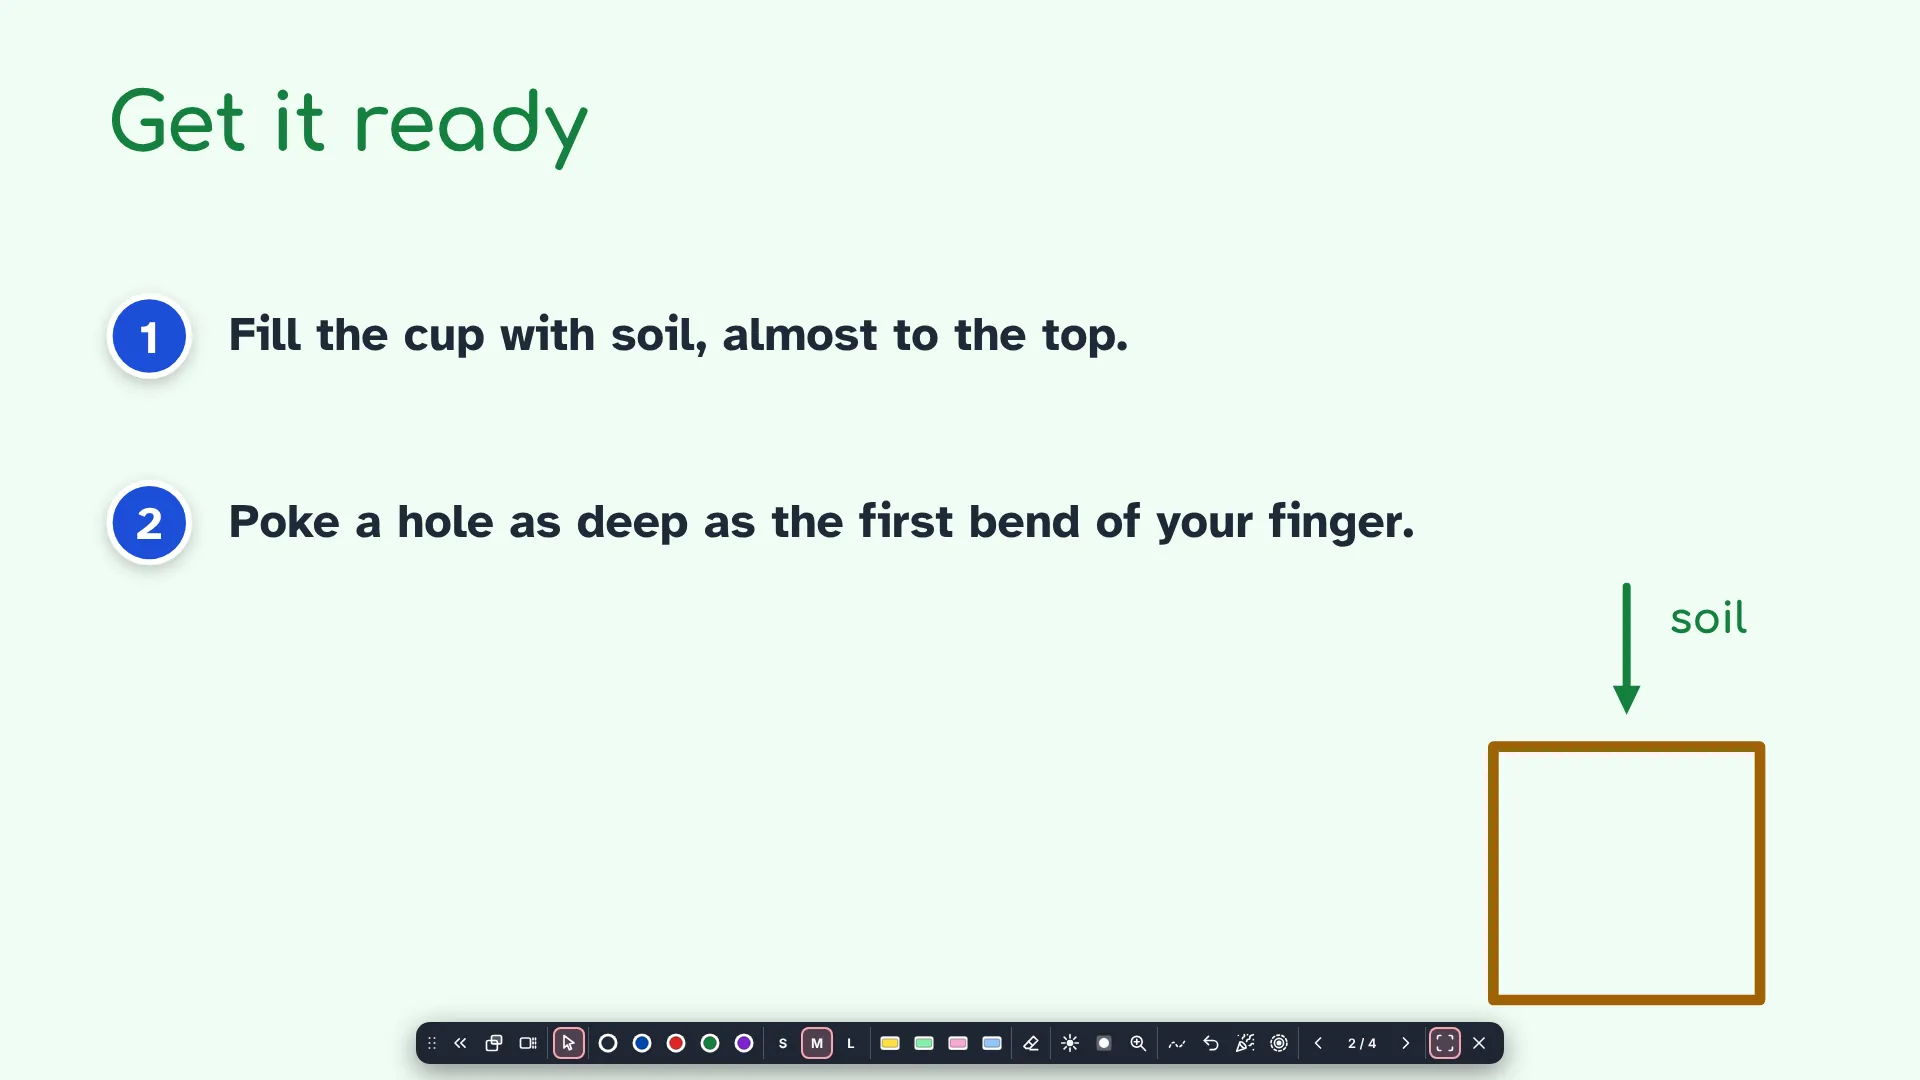 Get it ready
1 Fill the cup with soil, almost to the top.
2 Poke a hole as deep as the first bend of your finger.
soil
S M L 2 / 4